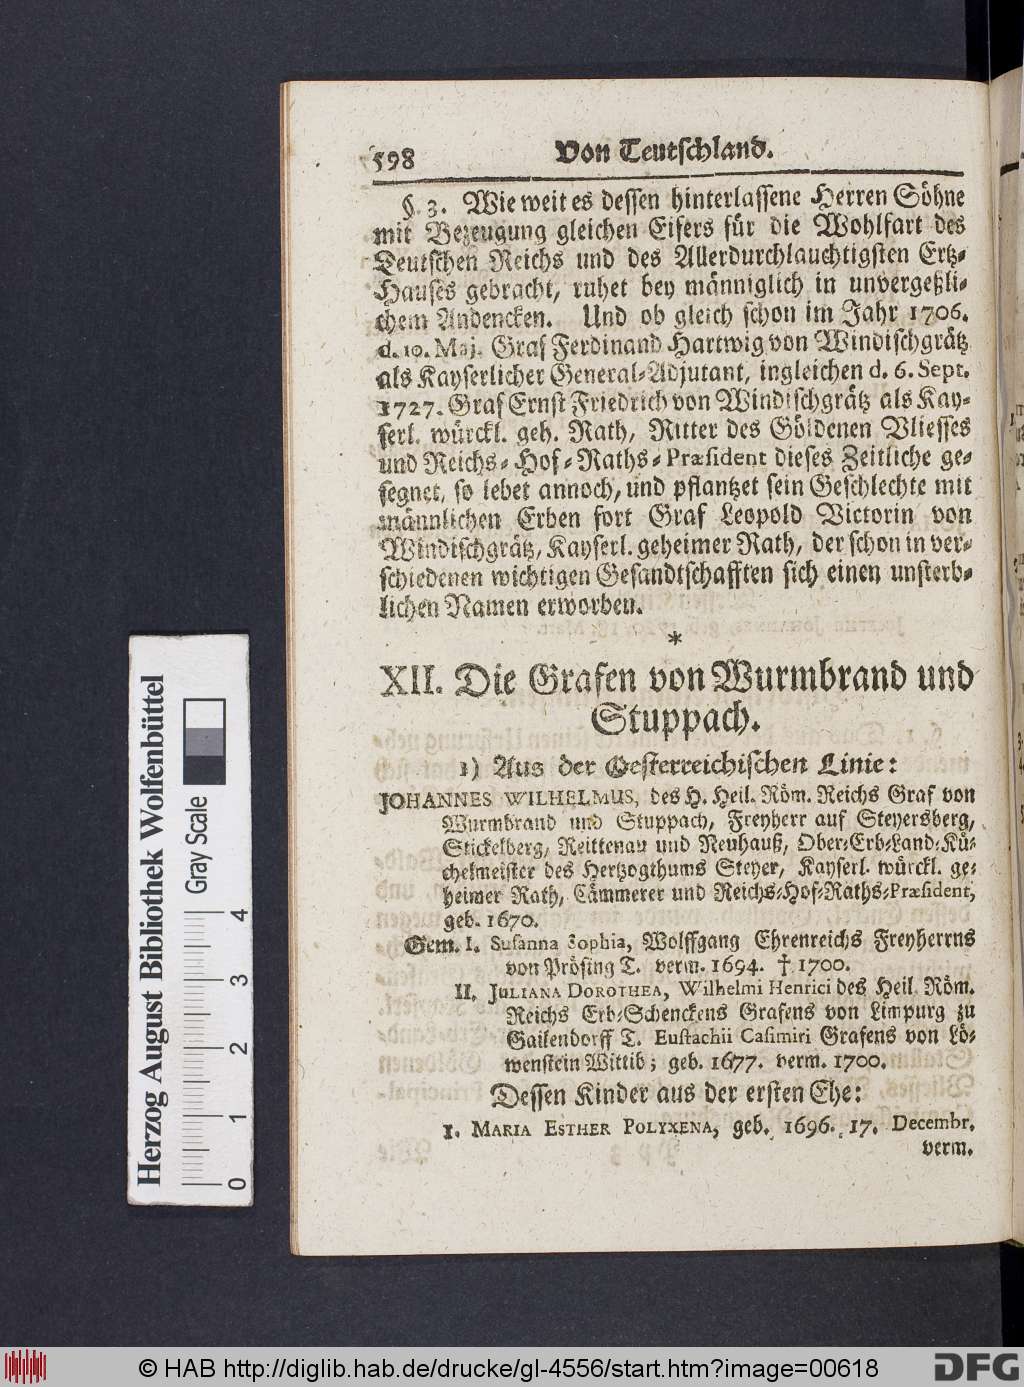 598 Von Teutschland.
§. 3. Wie weit es dessen hinterlassene Herren Söhne
mit Bezeugung gleichen Eifers für die Wohlfart des
Teutschen Reichs und des Allerdurchlauchtigsten Ertz-
Hauses gebracht, ruhet bey männiglich in unvergeßli-
chem Andencken. Und ob gleich schon im Jahr 1706.
d. 10. Maj. Graf Ferdinand Hartwig von Windischgrätz
als Kayserlicher General-Adjutant, ingleichen d. 6. Sept.
1727. Graf Ernst Friedrich von Windischgrätz als Kay-
serl. würckl. geh. Rath, Ritter des Göldenen Vliesses
und Reichs-Hof-Raths-Præsident dieses Zeitliche ge-
segnet, so lebet annoch, und pflantzet sein Geschlechte mit
männlichen Erben fort Graf Leopold Victorin von
Windischgrätz, Kayserl. geheimer Rath, der schon in ver-
schiedenen wichtigen Gesandtschafften sich einen unsterb-
lichen Namen erworben.
*
XII. Die Grafen von Wurmbrand und
Stuppach.
1) Aus der Oesterreichischen Linie:
JOHANNES WILHELMUS, des H. Heil. Röm. Reichs Graf von
Wurmbrand und Stuppach, Freyherr auf Steyersberg,
Stickelberg, Reittenau und Neuhauß, Ober-Erb-Land-Kü-
chelmeister des Hertzogthums Steyer, Kayserl. würckl. ge-
heimer Rath, Cämmerer und Reichs-Hof-Raths-Præsident,
geb. 1670.
Gem. I. Susanna Sophia, Wolffgang Ehrenreichs Freyherrns
von Prösing T. verm. 1694. † 1700.
II. JULIANA DOROTHEA, Wilhelmi Henrici des Heil. Röm.
Reichs Erb-Schenckens Grafens von Limpurg zu
Gailendorff T. Eustachii Casimiri Grafens von Lö-
wenstein Wittib; geb. 1677. verm. 1700.
Dessen Kinder aus der ersten Ehe:
1. MARIA ESTHER POLYXENA, geb. 1696. 17. Decembr.
verm.
Herzog August Bibliothek Wolfenbüttel
Gray Scale
0 1 2 3 4
© HAB http://diglib.hab.de/drucke/gl-4556/start.htm?image=00618
DFG